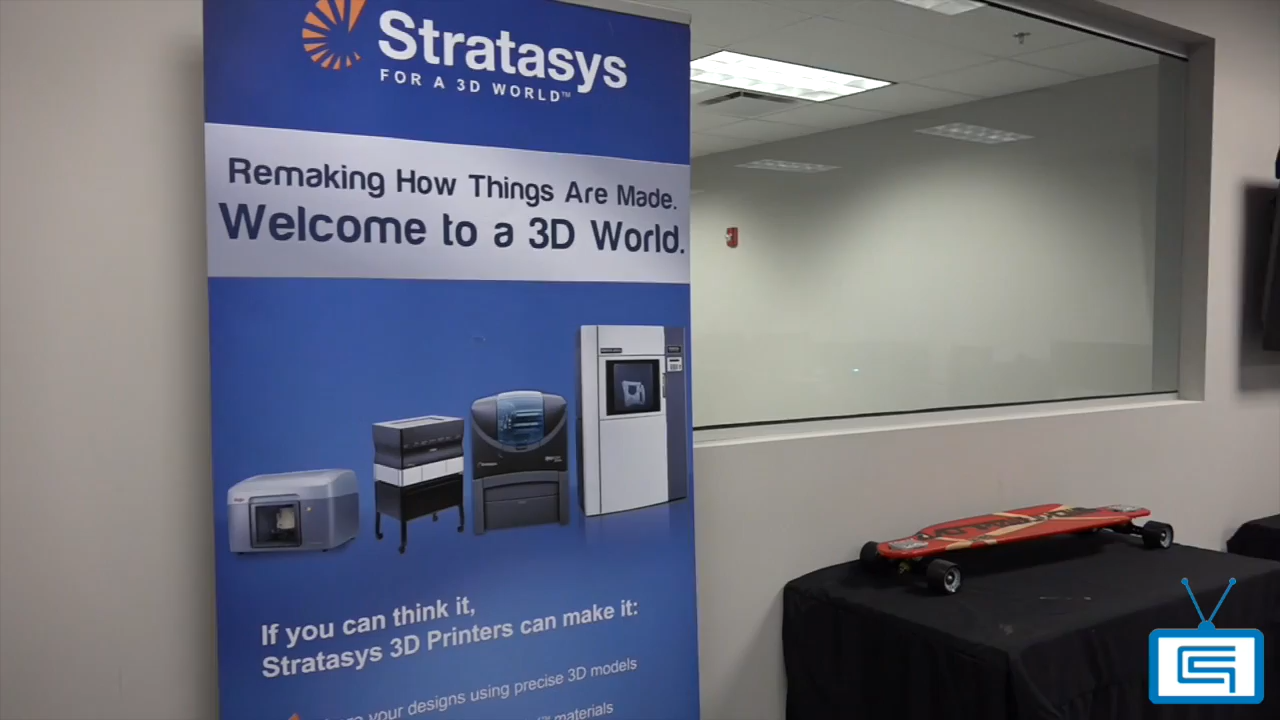 Stratasys
FOR A 3D WORLD™
Remaking How Things Are Made.
Welcome to a 3D World.
If you can think it,
Stratasys 3D Printers can make it:
your designs using precise 3D models
materials